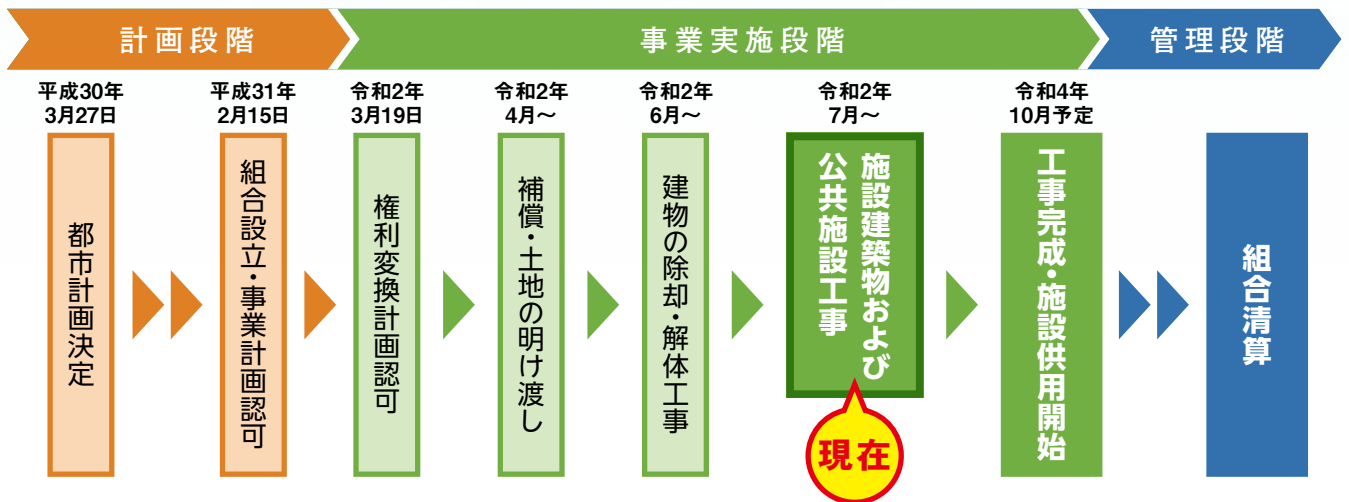 計画段階
事業実施段階
管理段階
平成30年
3月27日
都市計画決定
平成31年
2月15日
組合設立・事業計画認可
令和2年
3月19日
権利変換計画認可
令和2年
4月～
補償・土地の明け渡し
令和2年
6月～
建物の除却・解体工事
令和2年
7月～
施設建築物および
公共施設工事
現在
令和4年
10月予定
工事完成・施設供用開始
組合清算